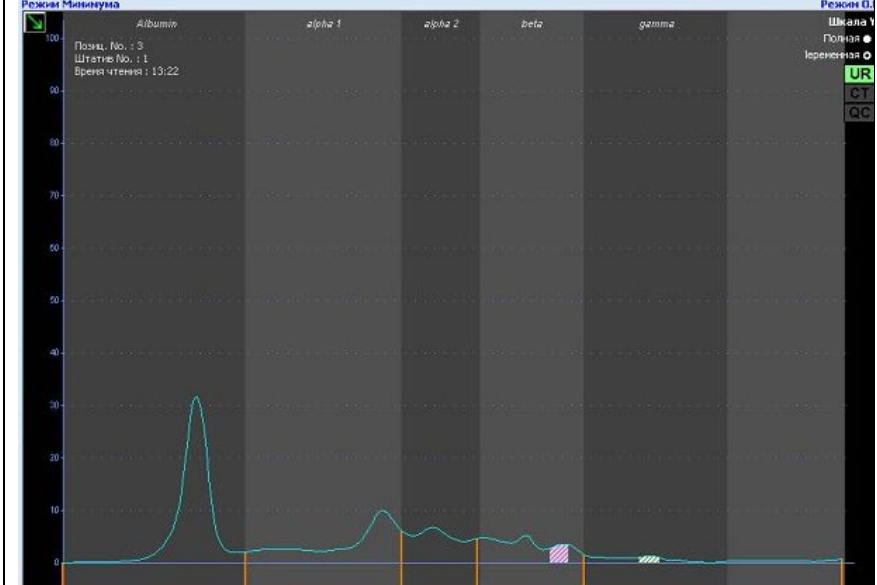 Режим Минимума
Режим
Albumin alpha 1 alpha 2 beta gamma
Шкала Y
Позиц. No. : 3
Штатив No. : 1
Время чтения : 13:22
Полная
UR
CT
QC
100
90
80
70
60
50
40
30
20
10
0